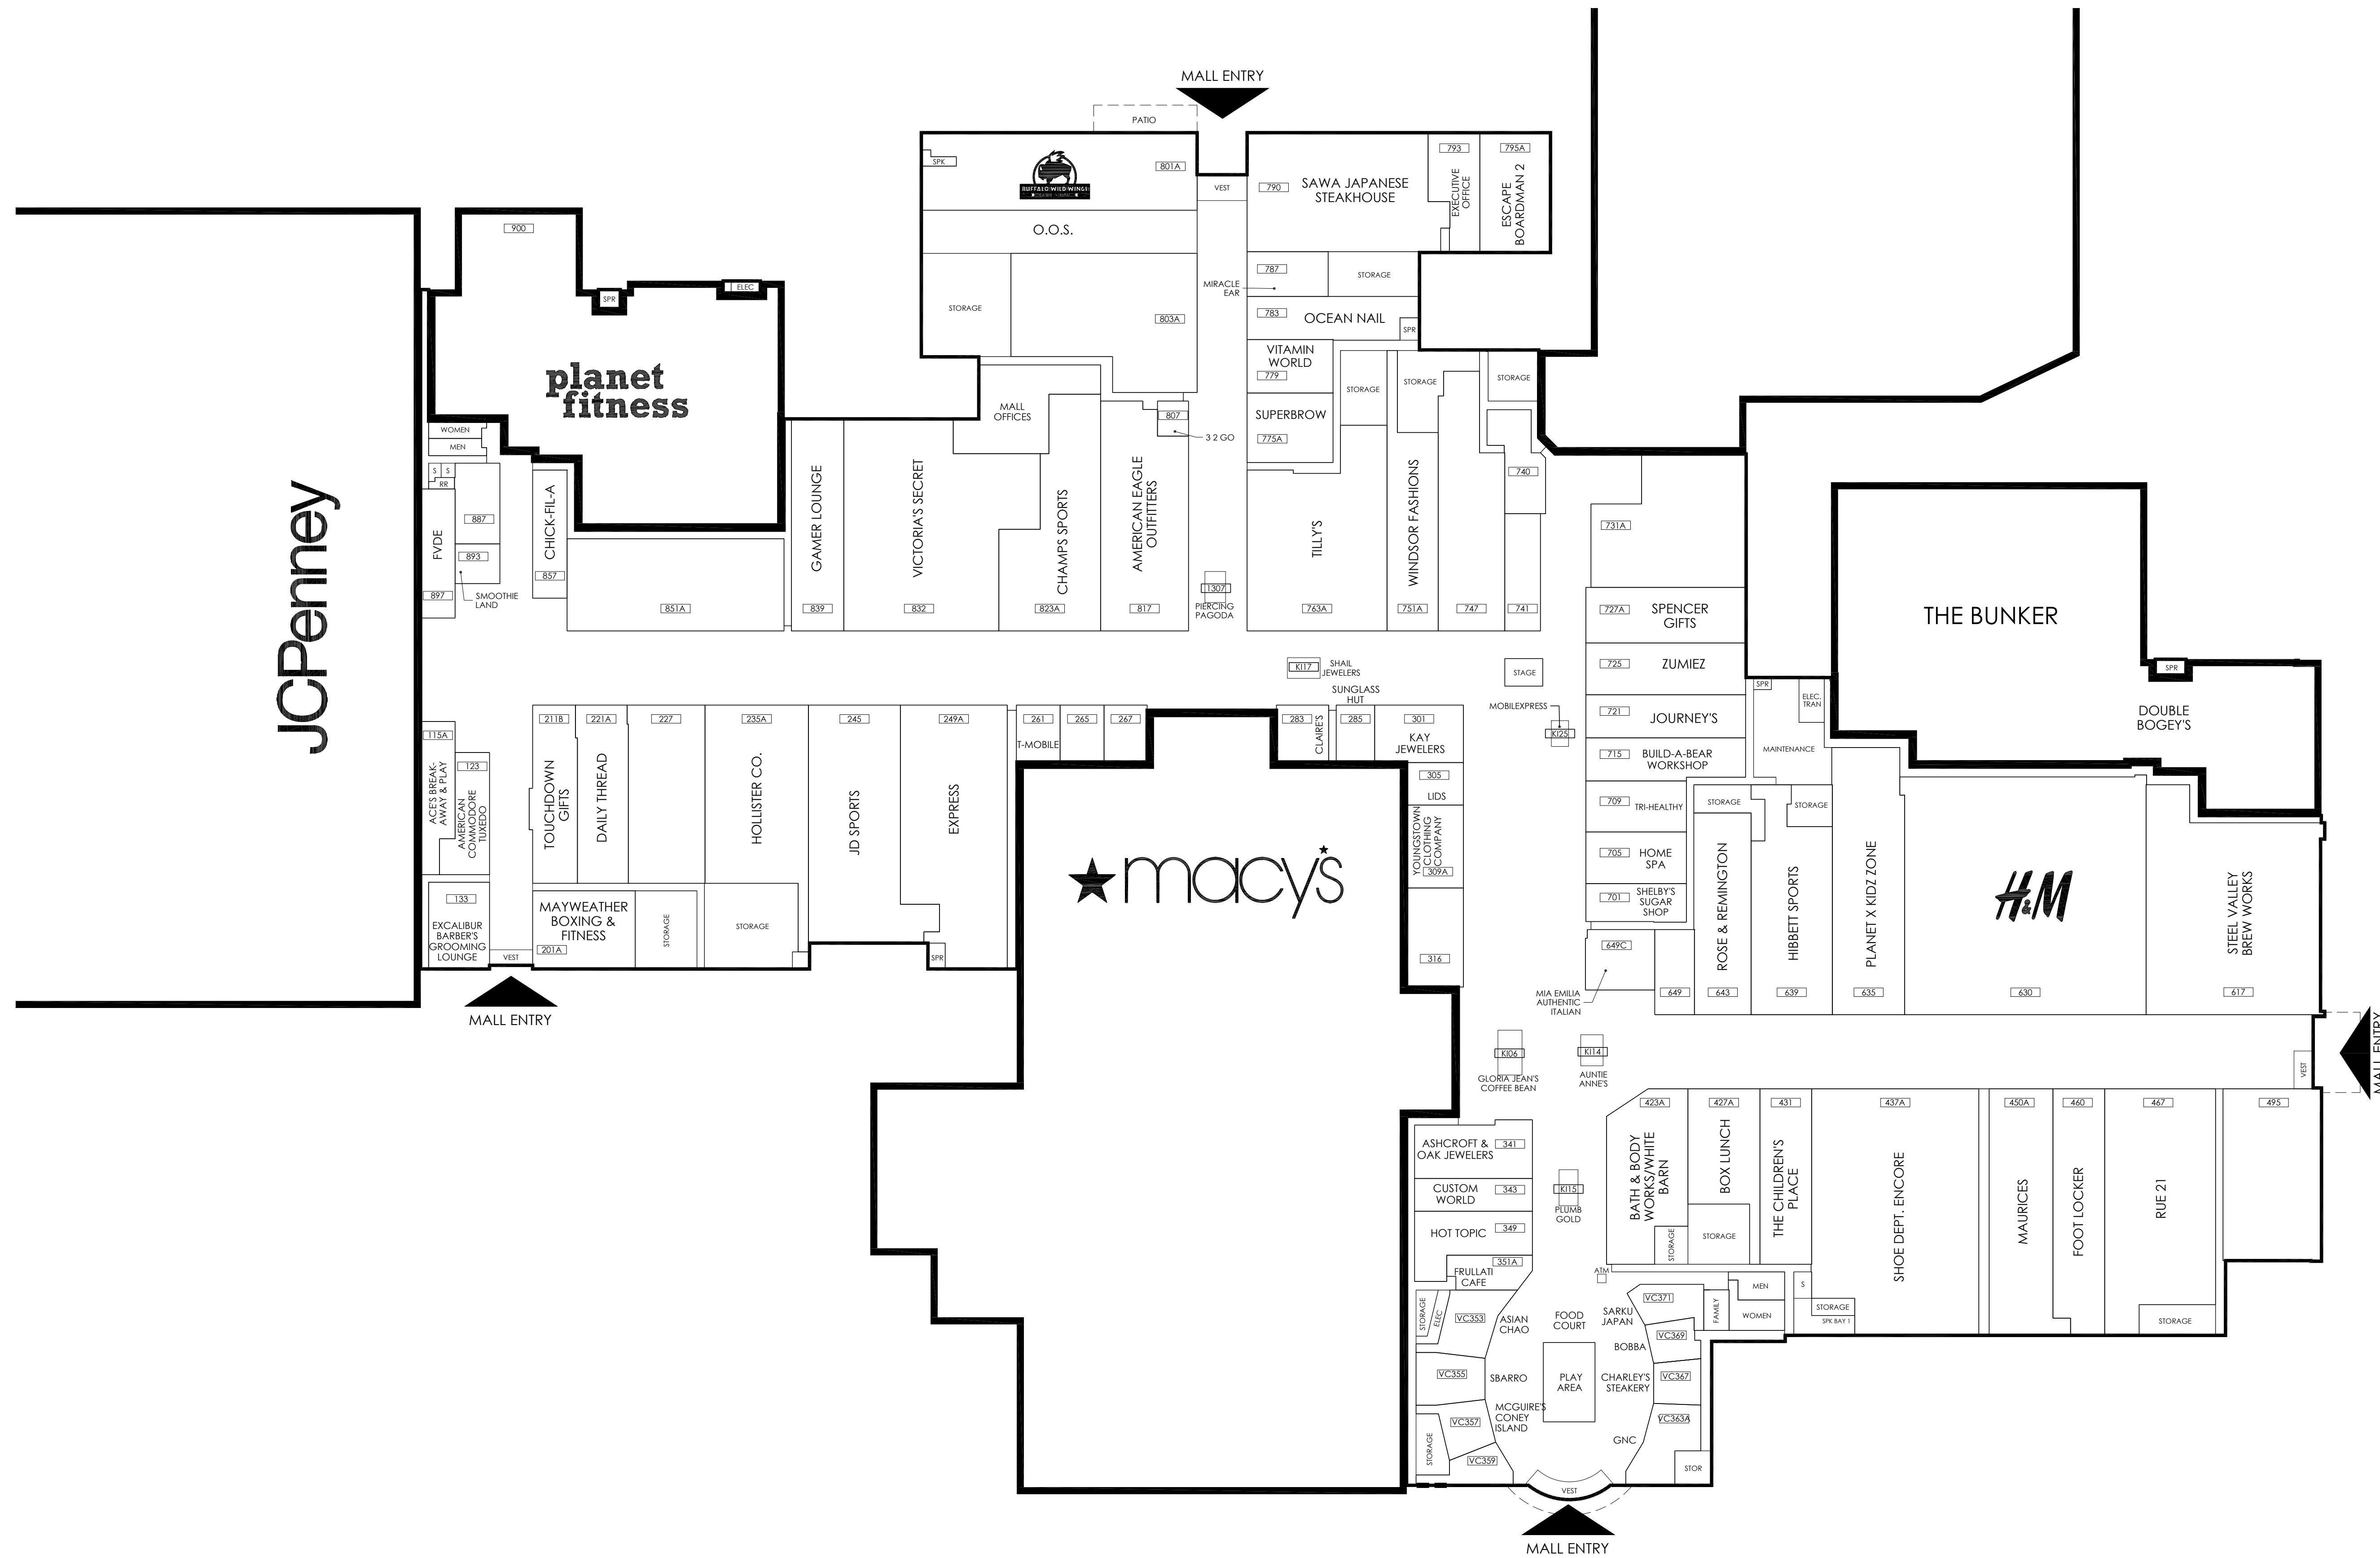 MALL ENTRY
PATIO
SPK
BUFFALO WILD WINGS
801A
VEST
790
SAWA JAPANESE
STEAKHOUSE
793
EXECUTIVE
OFFICE
795A
ESCAPE
BOARDMAN 2
O.O.S.
STORAGE
803A
787
STORAGE
MIRACLE
EAR
783
OCEAN NAIL
SPR
VITAMIN
WORLD
779
STORAGE
STORAGE
STORAGE
SUPERBROW
775A
MALL
OFFICES
807
3 2 GO
900
SPR
ELEC
planet
fitness
WOMEN
MEN
S
S
RR
JCPenney
FVDE
897
887
893
SMOOTHIE
LAND
CHICK-FIL-A
857
851A
GAMER LOUNGE
839
VICTORIA'S SECRET
832
CHAMPS SPORTS
823A
AMERICAN EAGLE
OUTFITTERS
817
1307
PIERCING
PAGODA
TILLY'S
763A
WINDSOR FASHIONS
751A
747
740
741
731A
727A
SPENCER
GIFTS
725
ZUMIEZ
721
JOURNEY'S
715
BUILD-A-BEAR
WORKSHOP
709
TRI-HEALTHY
705
HOME
SPA
701
SHELBY'S
SUGAR
SHOP
THE BUNKER
SPR
DOUBLE
BOGEY'S
SPR
ELEC.
TRAN
MAINTENANCE
KI17
SHAIL
JEWELERS
STAGE
MOBILEXPRESS
KI25
SUNGLASS
HUT
115A
ACE'S BREAK-
AWAY & PLAY
123
AMERICAN
COMMODORE
TUXEDO
133
EXCALIBUR
BARBER'S
GROOMING
LOUNGE
VEST
MALL ENTRY
211B
TOUCHDOWN
GIFTS
221A
DAILY THREAD
227
235A
HOLLISTER CO.
245
JD SPORTS
249A
EXPRESS
MAYWEATHER
BOXING &
FITNESS
201A
STORAGE
STORAGE
SPR
261
T-MOBILE
265
267
283
CLAIRE'S
285
301
KAY
JEWELERS
305
LIDS
YOUNGSTOWN
CLOTHING
COMPANY
309A
316
macy's
649C
MIA EMILIA
AUTHENTIC
ITALIAN
649
STORAGE
ROSE & REMINGTON
643
STORAGE
HIBBETT SPORTS
639
PLANET X KIDZ ZONE
635
H&M
630
STEEL VALLEY
BREW WORKS
617
MALL ENTRY
VEST
KI06
GLORIA JEAN'S
COFFEE BEAN
KI14
AUNTIE
ANNE'S
341
ASHCROFT &
OAK JEWELERS
343
CUSTOM
WORLD
349
HOT TOPIC
351A
FRULLATI
CAFE
KI15
PLUMB
GOLD
ATM
423A
BATH & BODY
WORKS/WHITE
BARN
STORAGE
427A
BOX LUNCH
STORAGE
431
THE CHILDREN'S
PLACE
437A
SHOE DEPT. ENCORE
450A
MAURICES
460
FOOT LOCKER
467
RUE 21
STORAGE
495
MEN
WOMEN
FAMILY
S
STORAGE
SPK BAY 1
STORAGE
ELEC
VC353
ASIAN
CHAO
FOOD
COURT
SARKU
JAPAN
VC371
BOBBA
VC369
VC355
SBARRO
PLAY
AREA
CHARLEY'S
STEAKERY
VC367
VC357
MCGUIRE'S
CONEY
ISLAND
VC363A
GNC
STORAGE
VC359
STOR
VEST
MALL ENTRY